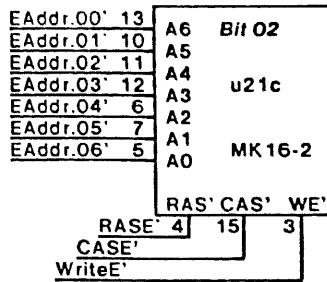 EAddr.00' 13 A6 Bit 02
EAddr.01' 10 A5
EAddr.02' 11 A4 u21c
EAddr.03' 12 A3
EAddr.04' 6 A2
EAddr.05' 7 A1 MK16-2
EAddr.06' 5 A0
RAS' CAS' WE'
RASE' 4 15 3
CASE'
WriteE'